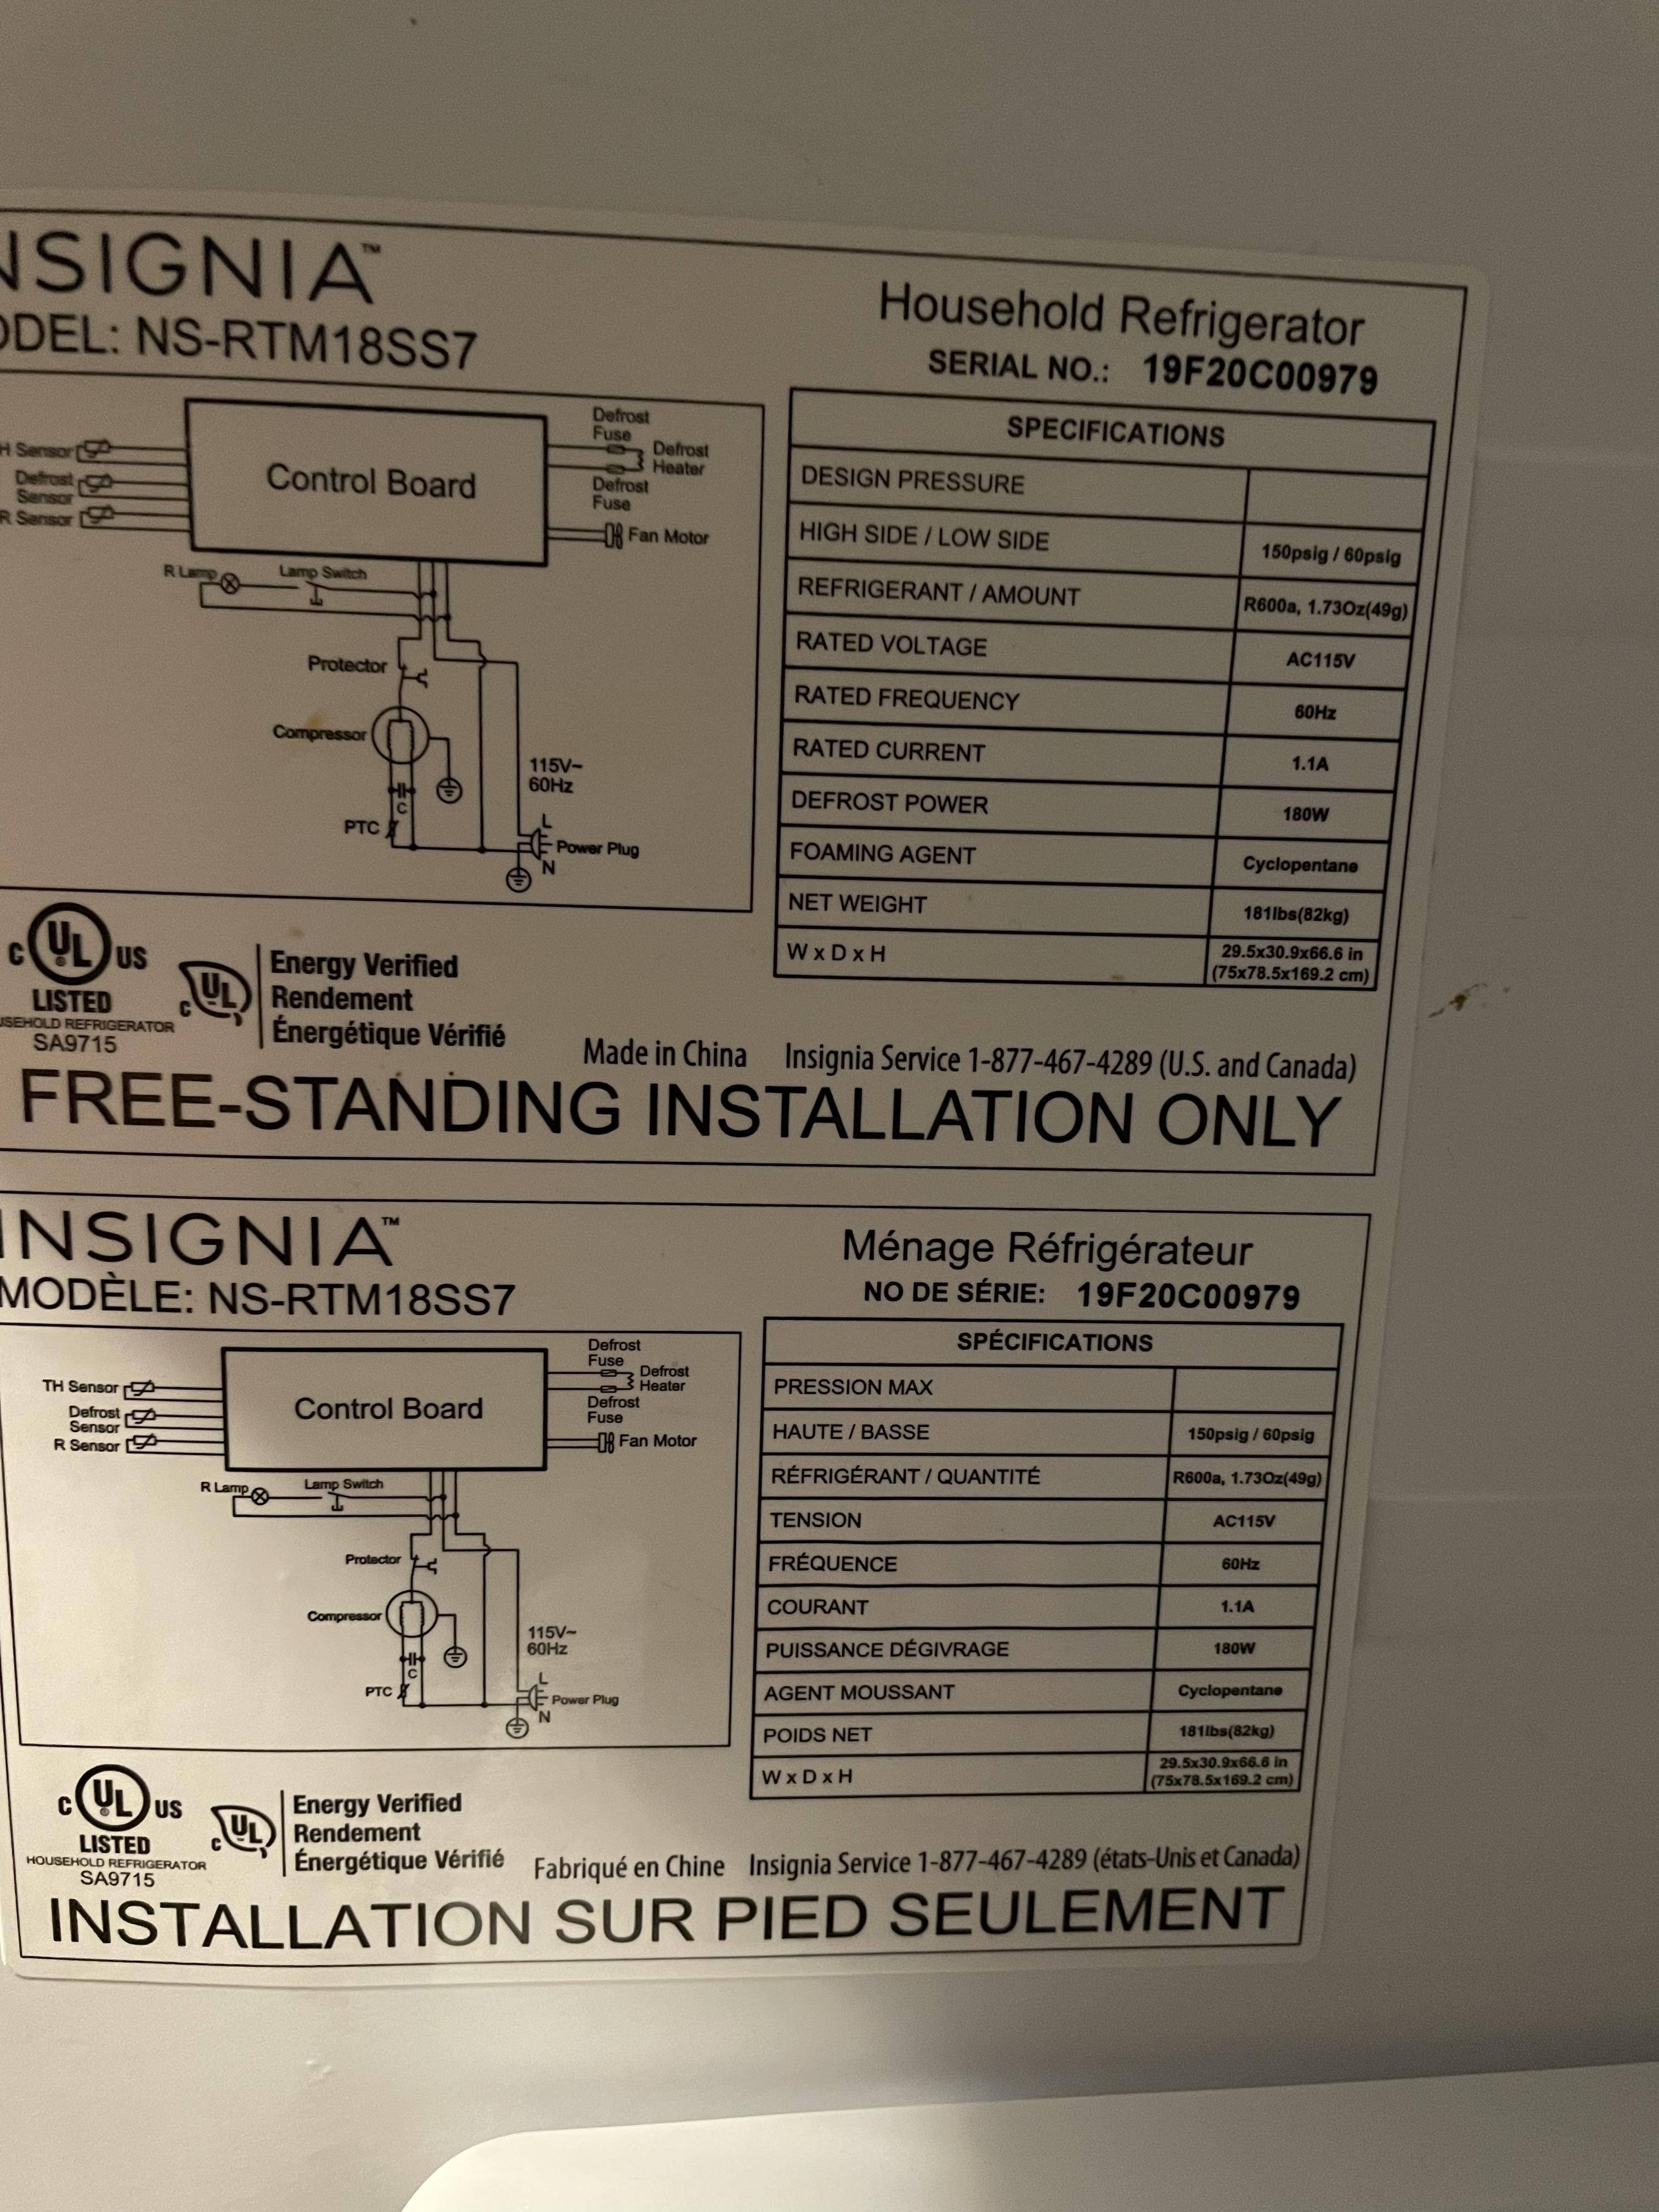 NSIGNIA™
ODEL: NS-RTM18SS7
Household Refrigerator
SERIAL NO.: 19F20C00979
H Sensor
Defrost
Sensor
R Sensor
Control Board
Defrost
Fuse
Defrost
Heater
Defrost
Fuse
Fan Motor
R Lamp
Lamp Switch
Protector
Compressor
C
PTC
115V~
60Hz
L
Power Plug
N
SPECIFICATIONS
DESIGN PRESSURE
HIGH SIDE / LOW SIDE 150psig / 60psig
REFRIGERANT / AMOUNT R600a, 1.73Oz(49g)
RATED VOLTAGE AC115V
RATED FREQUENCY 60Hz
RATED CURRENT 1.1A
DEFROST POWER 180W
FOAMING AGENT Cyclopentane
NET WEIGHT 181lbs(82kg)
W x D x H 29.5x30.9x66.6 in
(75x78.5x169.2 cm)
C UL US
LISTED
USEHOLD REFRIGERATOR
SA9715
C UL
Energy Verified
Rendement
Énergétique Vérifié
Made in China Insignia Service 1-877-467-4289 (U.S. and Canada)
FREE-STANDING INSTALLATION ONLY
INSIGNIA™
MODÈLE: NS-RTM18SS7
Ménage Réfrigérateur
NO DE SÉRIE: 19F20C00979
TH Sensor
Defrost
Sensor
R Sensor
Control Board
Defrost
Fuse
Defrost
Heater
Defrost
Fuse
Fan Motor
R Lamp
Lamp Switch
Protector
Compressor
C
PTC
115V~
60Hz
L
Power Plug
N
SPÉCIFICATIONS
PRESSION MAX
HAUTE / BASSE 150psig / 60psig
RÉFRIGÉRANT / QUANTITÉ R600a, 1.73Oz(49g)
TENSION AC115V
FRÉQUENCE 60Hz
COURANT 1.1A
PUISSANCE DÉGIVRAGE 180W
AGENT MOUSSANT Cyclopentane
POIDS NET 181lbs(82kg)
W x D x H 29.5x30.9x66.6 in
(75x78.5x169.2 cm)
C UL US
LISTED
HOUSEHOLD REFRIGERATOR
SA9715
C UL
Energy Verified
Rendement
Énergétique Vérifié
Fabriqué en Chine Insignia Service 1-877-467-4289 (états-Unis et Canada)
INSTALLATION SUR PIED SEULEMENT